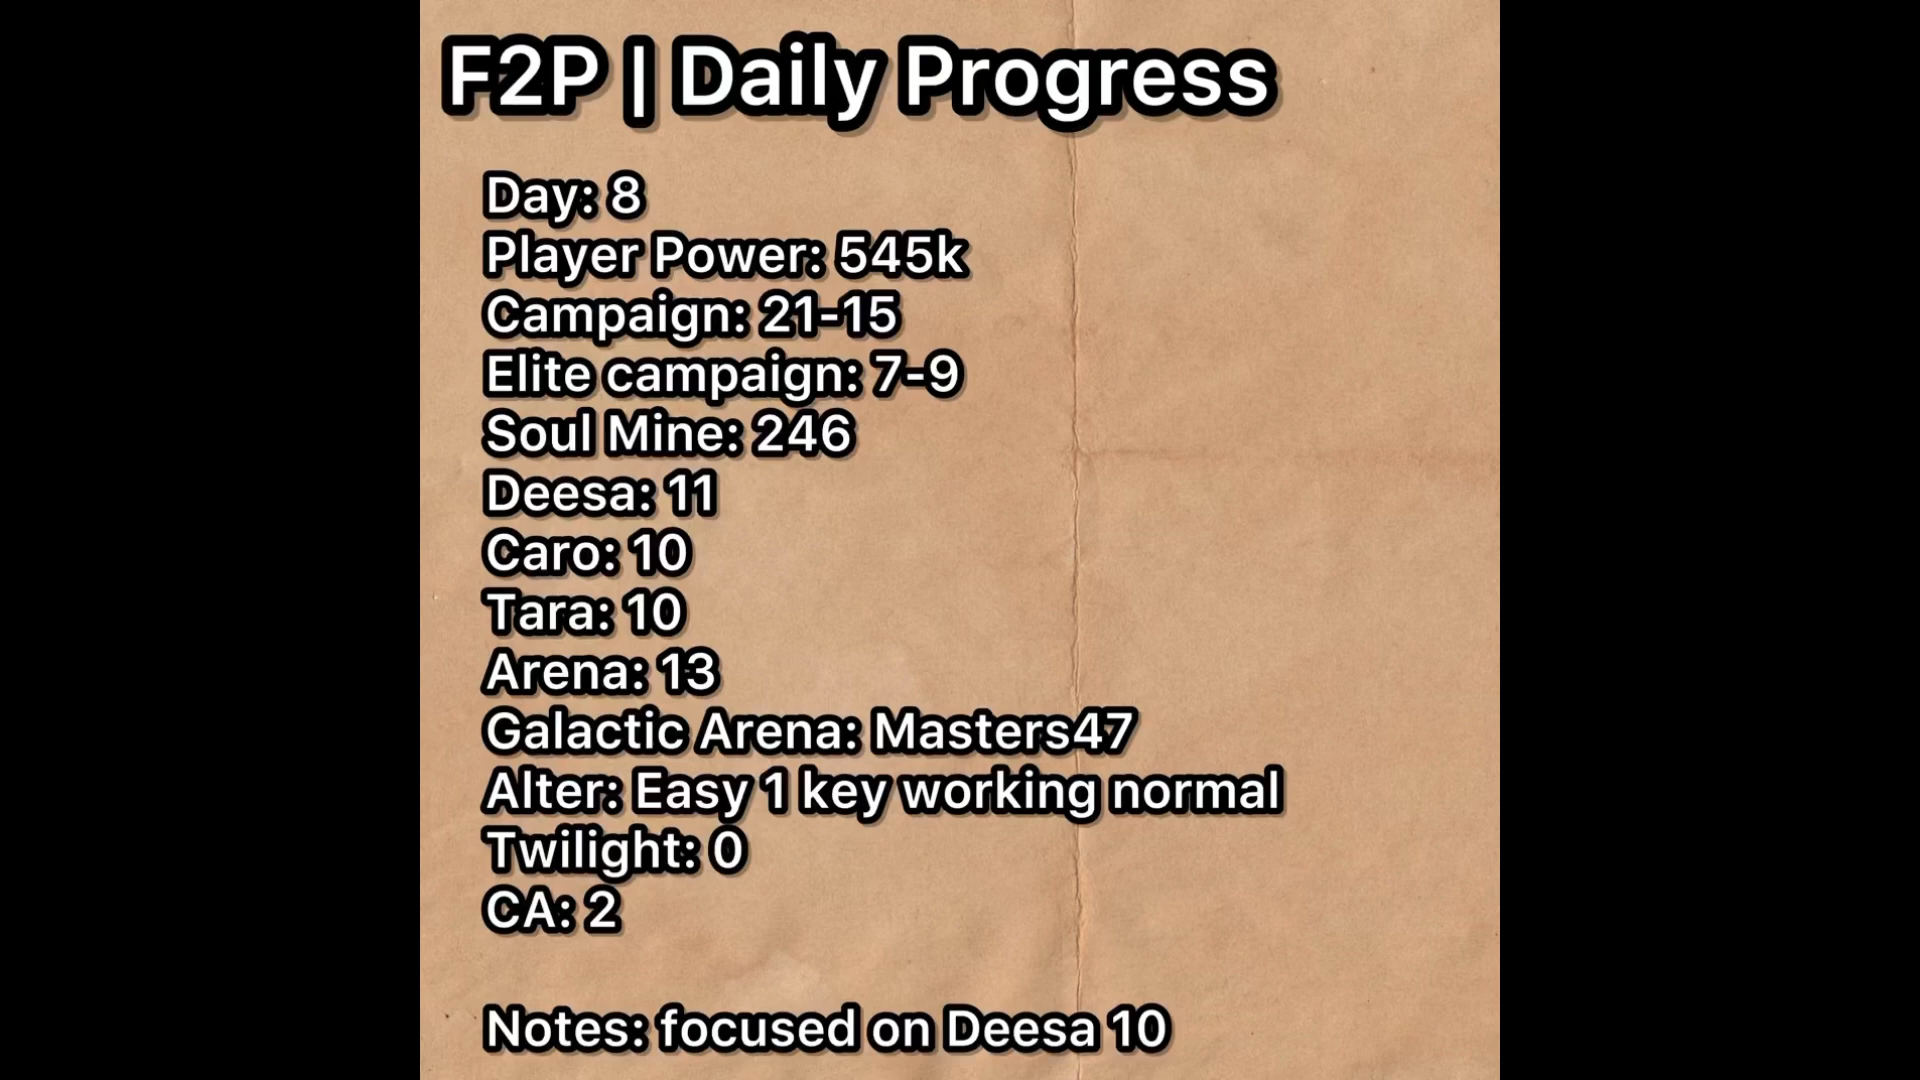 F2P | Daily Progress
Day: 8
Player Power: 545k
Campaign: 21-15
Elite campaign: 7-9
Soul Mine: 246
Deesa: 11
Caro: 10
Tara: 10
Arena: 13
Galactic Arena: Masters47
Alter: Easy 1 key working normal
Twilight: 0
CA: 2
Notes: focused on Deesa 10